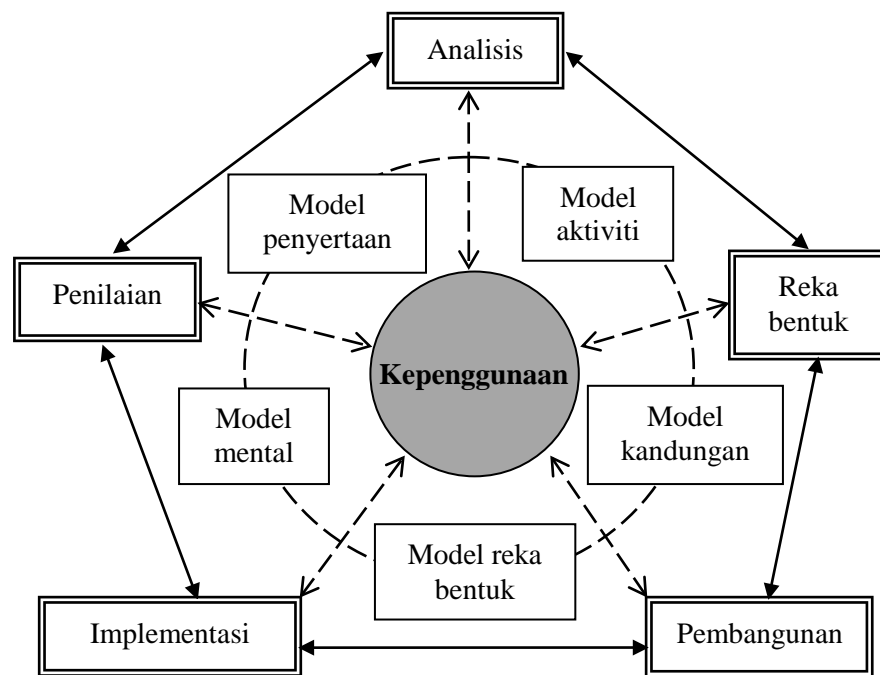 Analisis
Model
penyertaan
Model
aktiviti
Penilaian
Reka
bentuk
Kepenggunaan
Model
mental
Model
kandungan
Model reka
bentuk
Implementasi
Pembangunan